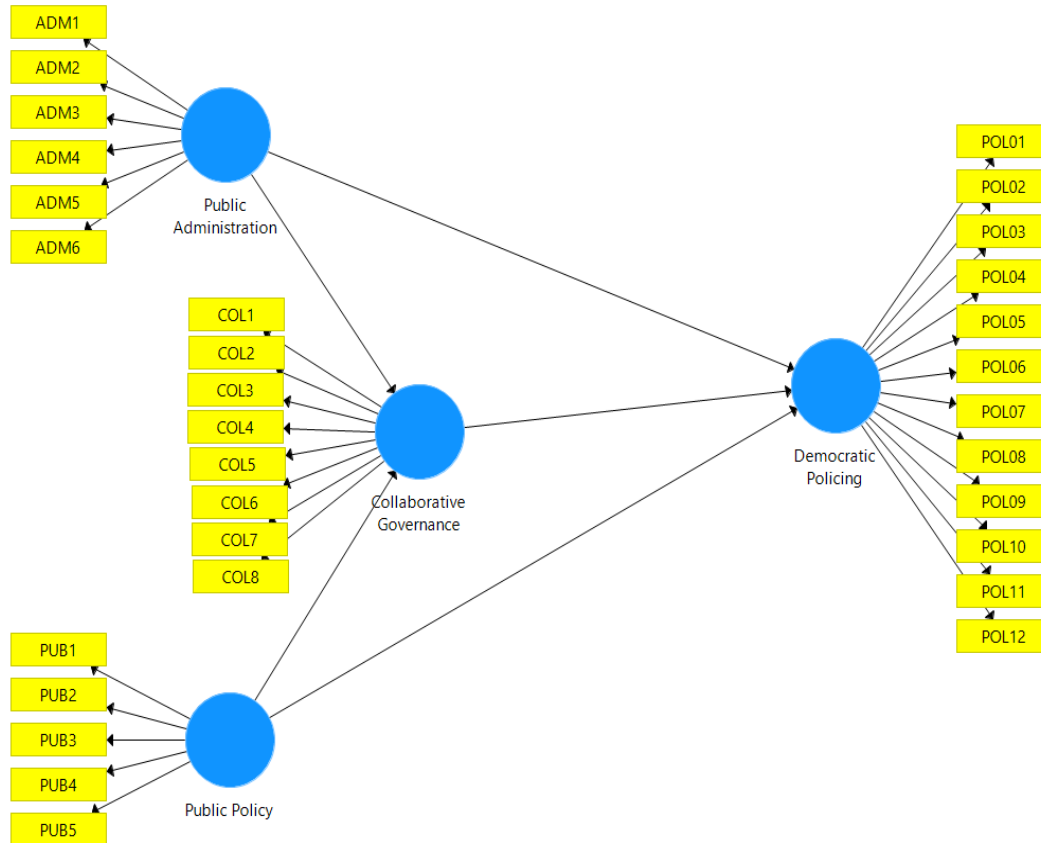 ADM1
ADM2
ADM3
ADM4
ADM5
ADM6
Public
Administration
COL1
COL2
COL3
COL4
COL5
COL6
COL7
COL8
Collaborative
Governance
PUB1
PUB2
PUB3
PUB4
PUB5
Public Policy
Democratic
Policing
POL01
POL02
POL03
POL04
POL05
POL06
POL07
POL08
POL09
POL10
POL11
POL12